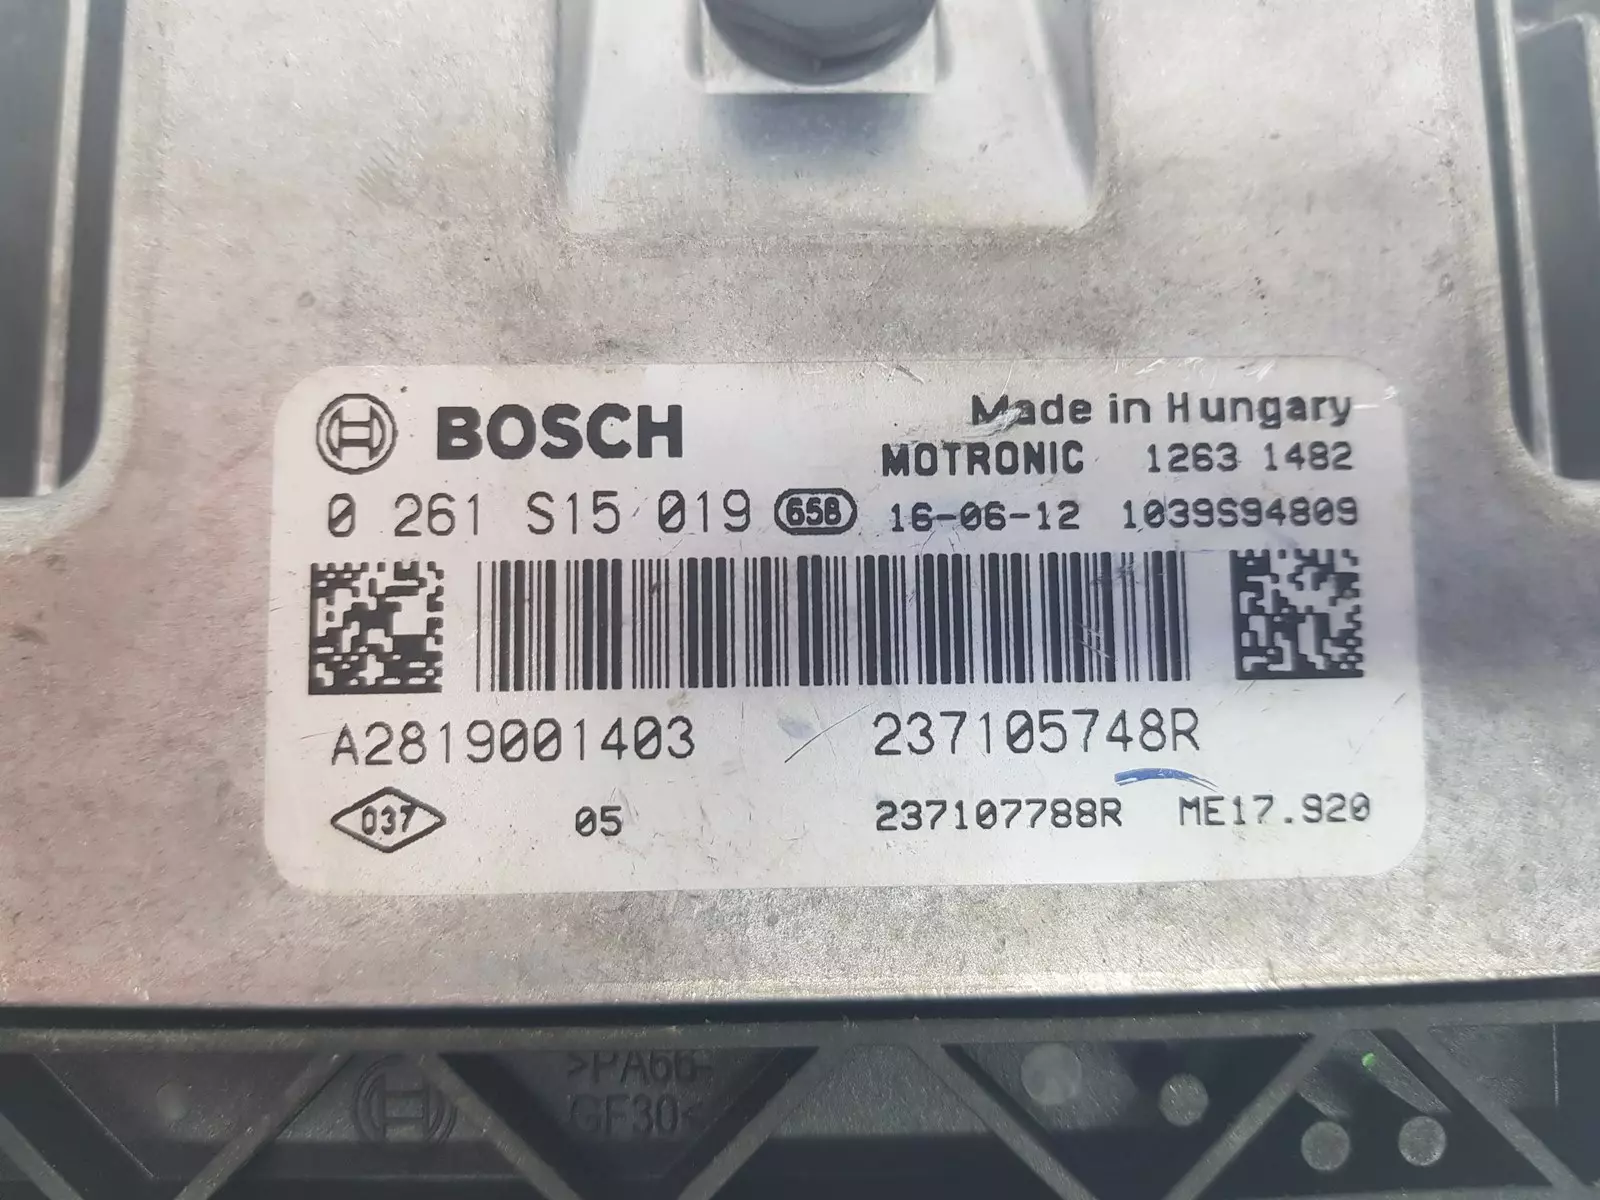 BOSCH
Made in Hungary
MOTRONIC 1263 1482
0 261 S15 019 65B 16-06-12 1039S94809
A2819001403 237105748R
037 05 237107788R ME17.920
>PA66-
GF30<